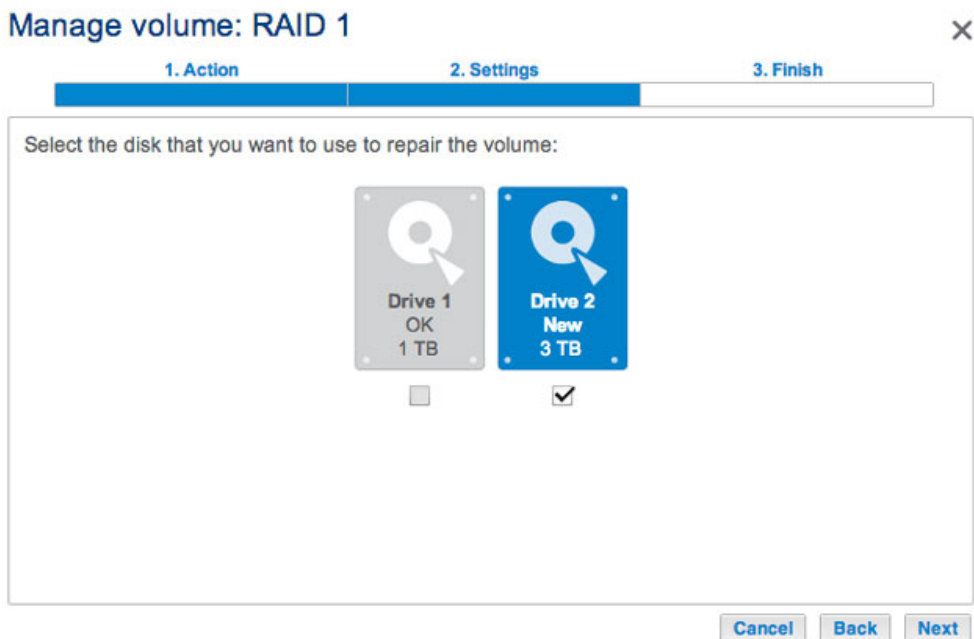 Manage volume: RAID 1
1. Action
2. Settings
3. Finish
Select the disk that you want to use to repair the volume:
Drive 1
OK
1 TB
Drive 2
New
3 TB
Cancel
Back
Next